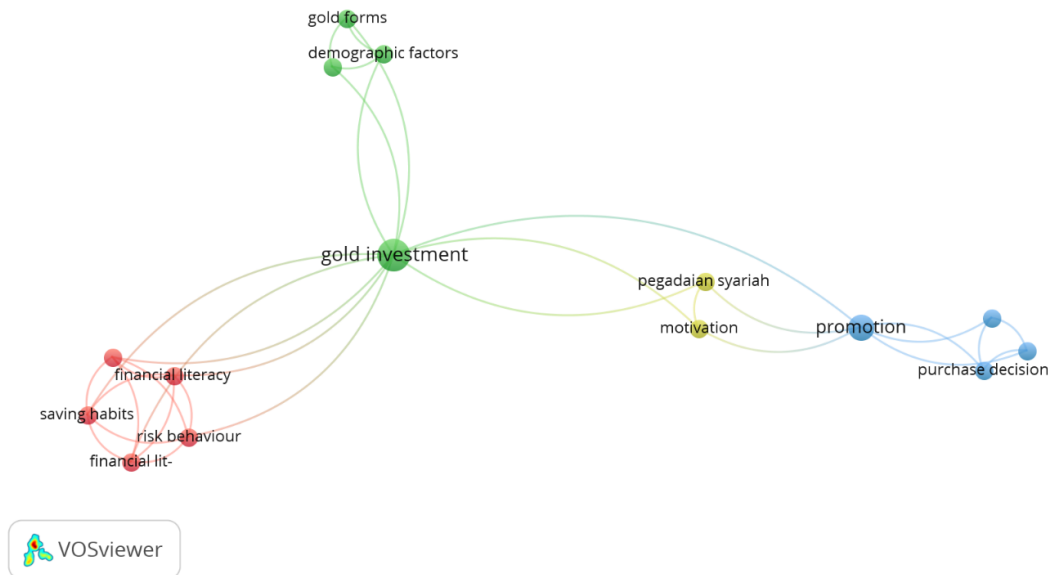 gold forms
demographic factors
gold investment
pegadaian syariah
motivation
promotion
purchase decision
financial literacy
saving habits
risk behaviour
financial lit-
VOSviewer